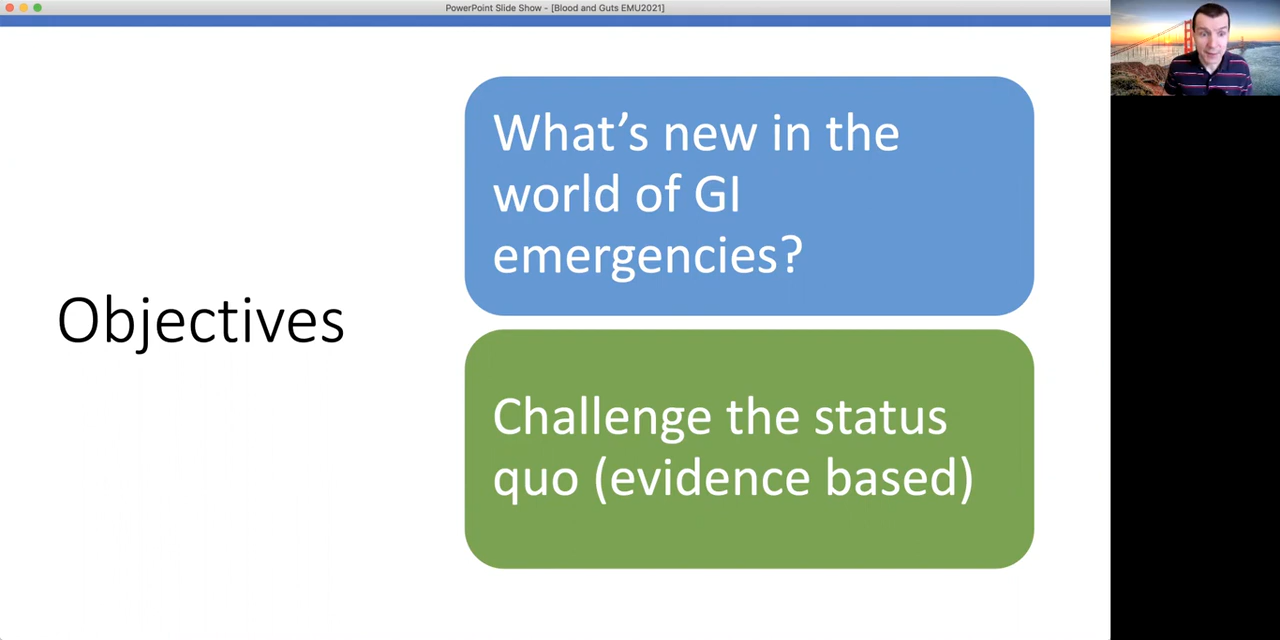 PowerPoint Slide Show - [Blood and Guts EMU2021]
Objectives
What's new in the
world of GI
emergencies?
Challenge the status
quo (evidence based)